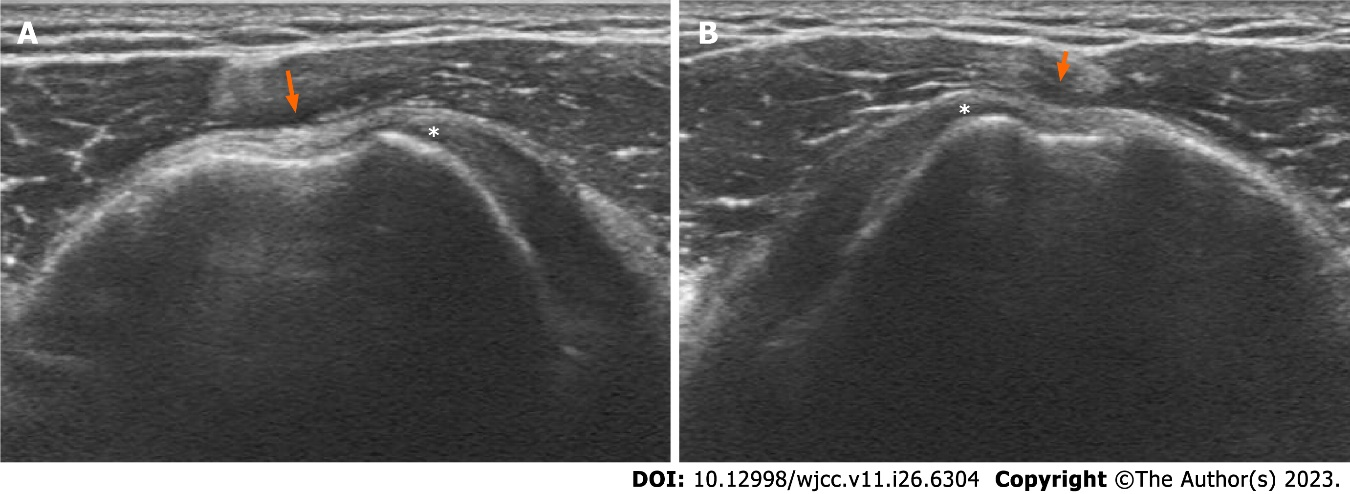 A
B
*
*
DOI: 10.12998/wjcc.v11.i26.6304 Copyright ©The Author(s) 2023.